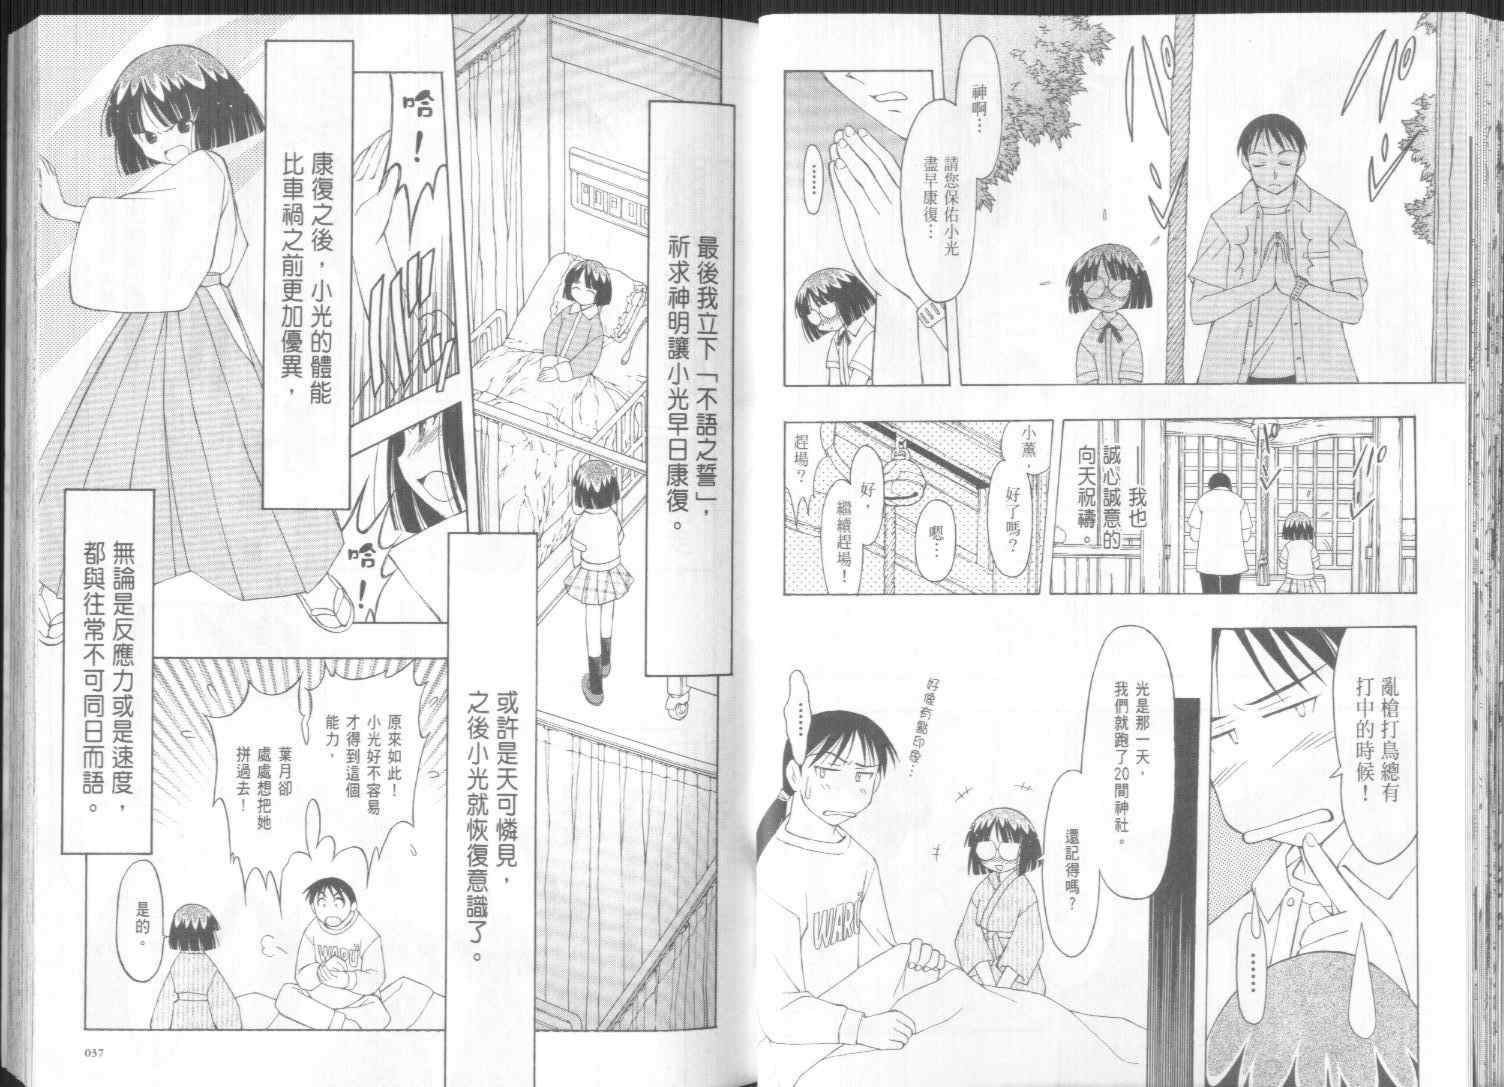 神啊…
請您保佑小光
盡早康復…
……
——我也
誠心誠意的
向天祝禱。
小薰,
好了嗎？
嗯…
好,
繼續趕場！
趕場？
亂槍打鳥總有
打中的時候！
……
光是那一天,
我們就跑了20間神社。
還記得嗎？
好像有點印象…
……
WARU
最後我立下「不語之誓」,
祈求神明讓小光早日康復。
或許是天可憐見,
之後小光就恢復意識了。
哈！
康復之後,小光的體能
比車禍之前更加優異,
哈！
無論是反應力或是速度,
都與往常不可同日而語。
原來如此！
小光好不容易
才得到這個
能力,
葉月卻
處處想把她
拼過去！
WARU
是的。
037